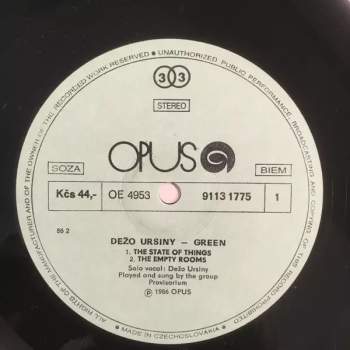 ALL RIGHTS OF THE MANUFACTURER AND OF THE OWNER OF THE RECORDED WORK RESERVED ● UNAUTHORIZED PUBLIC PERFORMANCE, BROADCASTING AND COPYING OF THIS RECORD PROHIBITED
33
STEREO
OPUS
SOZA
BIEM
Kčs 44,- OE 4953 9113 1775 1
86 2
DEŽO URSINY – GREEN
1. THE STATE OF THINGS
2. THE EMPTY ROOMS
Solo vocal: Dežo Ursiny
Played and sung by the group
Provisorium
℗ 1986 OPUS
MADE IN CZECHOSLOVAKIA